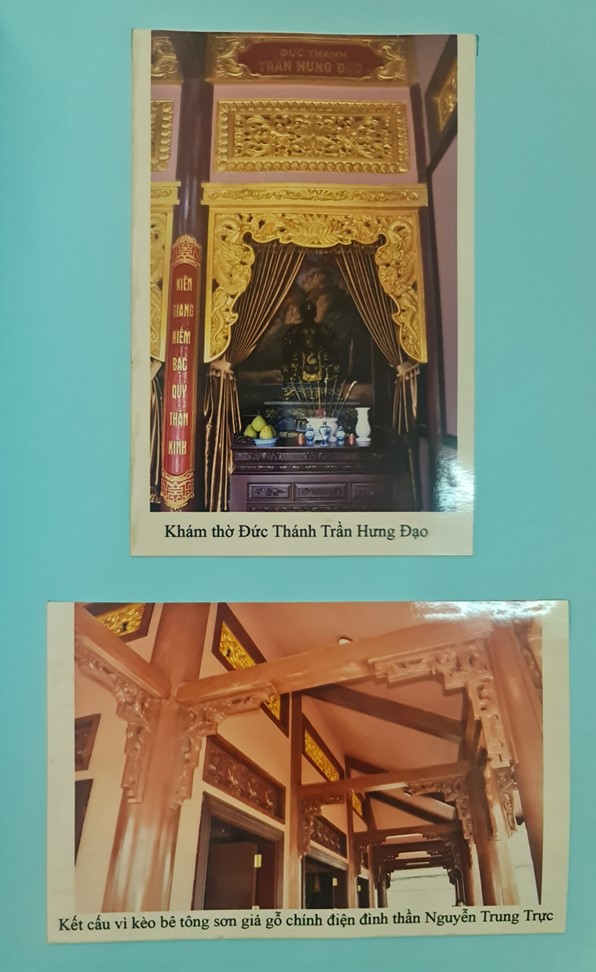 ĐỨC THÁNH
TRẦN HƯNG ĐẠO
KIÊN
GIANG
KIẾM
BẠC
QUỶ
THẦN
KINH
Khám thờ Đức Thánh Trần Hưng Đạo
Kết cấu vì kèo bê tông sơn giả gỗ chính điện đình thần Nguyễn Trung Trực